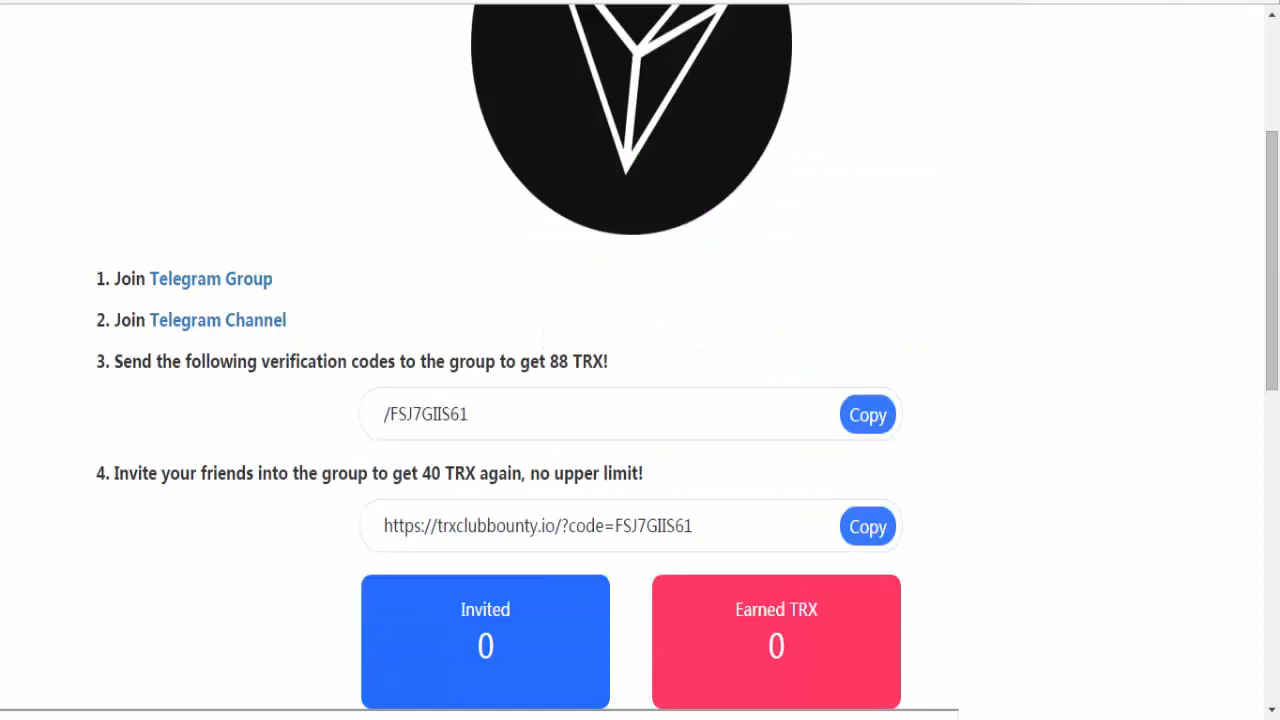 1. Join Telegram Group
2. Join Telegram Channel
3. Send the following verification codes to the group to get 88 TRX!
/FSJ7GIIS61
Copy
4. Invite your friends into the group to get 40 TRX again, no upper limit!
https://trxclubbounty.io/?code=FSJ7GIIS61
Copy
Invited
0
Earned TRX
0